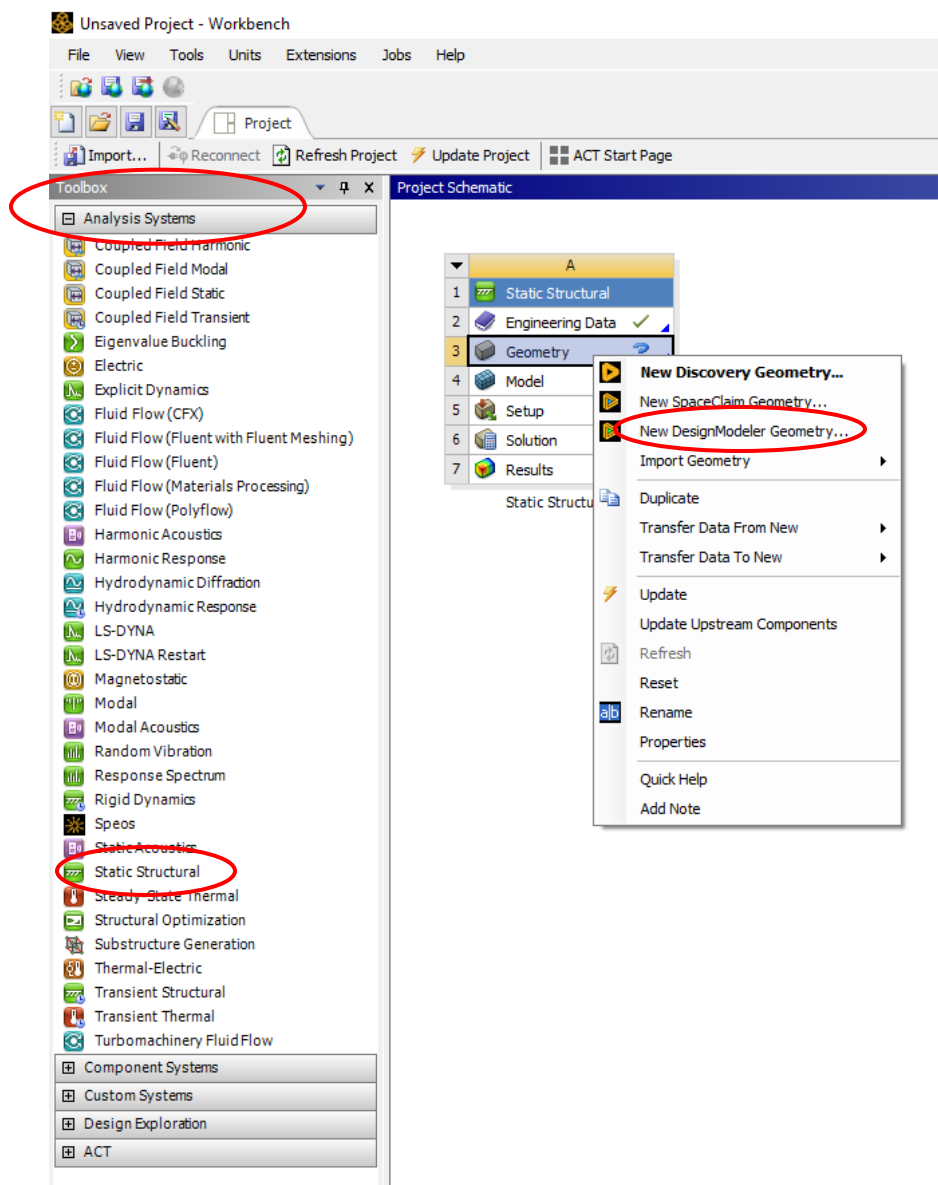 Unsaved Project - Workbench
File View Tools Units Extensions Jobs Help
Project
Import... Reconnect Refresh Project Update Project ACT Start Page
Toolbox
Project Schematic
Analysis Systems
Coupled Field Harmonic
Coupled Field Modal
Coupled Field Static
Coupled Field Transient
Eigenvalue Buckling
Electric
Explicit Dynamics
Fluid Flow (CFX)
Fluid Flow (Fluent with Fluent Meshing)
Fluid Flow (Fluent)
Fluid Flow (Materials Processing)
Fluid Flow (Polyflow)
Harmonic Acoustics
Harmonic Response
Hydrodynamic Diffraction
Hydrodynamic Response
LS-DYNA
LS-DYNA Restart
Magnetostatic
Modal
Modal Acoustics
Random Vibration
Response Spectrum
Rigid Dynamics
Speos
Static Acoustics
Static Structural
Steady-State Thermal
Structural Optimization
Substructure Generation
Thermal-Electric
Transient Structural
Transient Thermal
Turbomachinery Fluid Flow
Component Systems
Custom Systems
Design Exploration
ACT
A
1 Static Structural
2 Engineering Data
3 Geometry
4 Model
5 Setup
6 Solution
7 Results
Static Structu
New Discovery Geometry...
New SpaceClaim Geometry...
New DesignModeler Geometry...
Import Geometry
Duplicate
Transfer Data From New
Transfer Data To New
Update
Update Upstream Components
Refresh
Reset
a|b Rename
Properties
Quick Help
Add Note